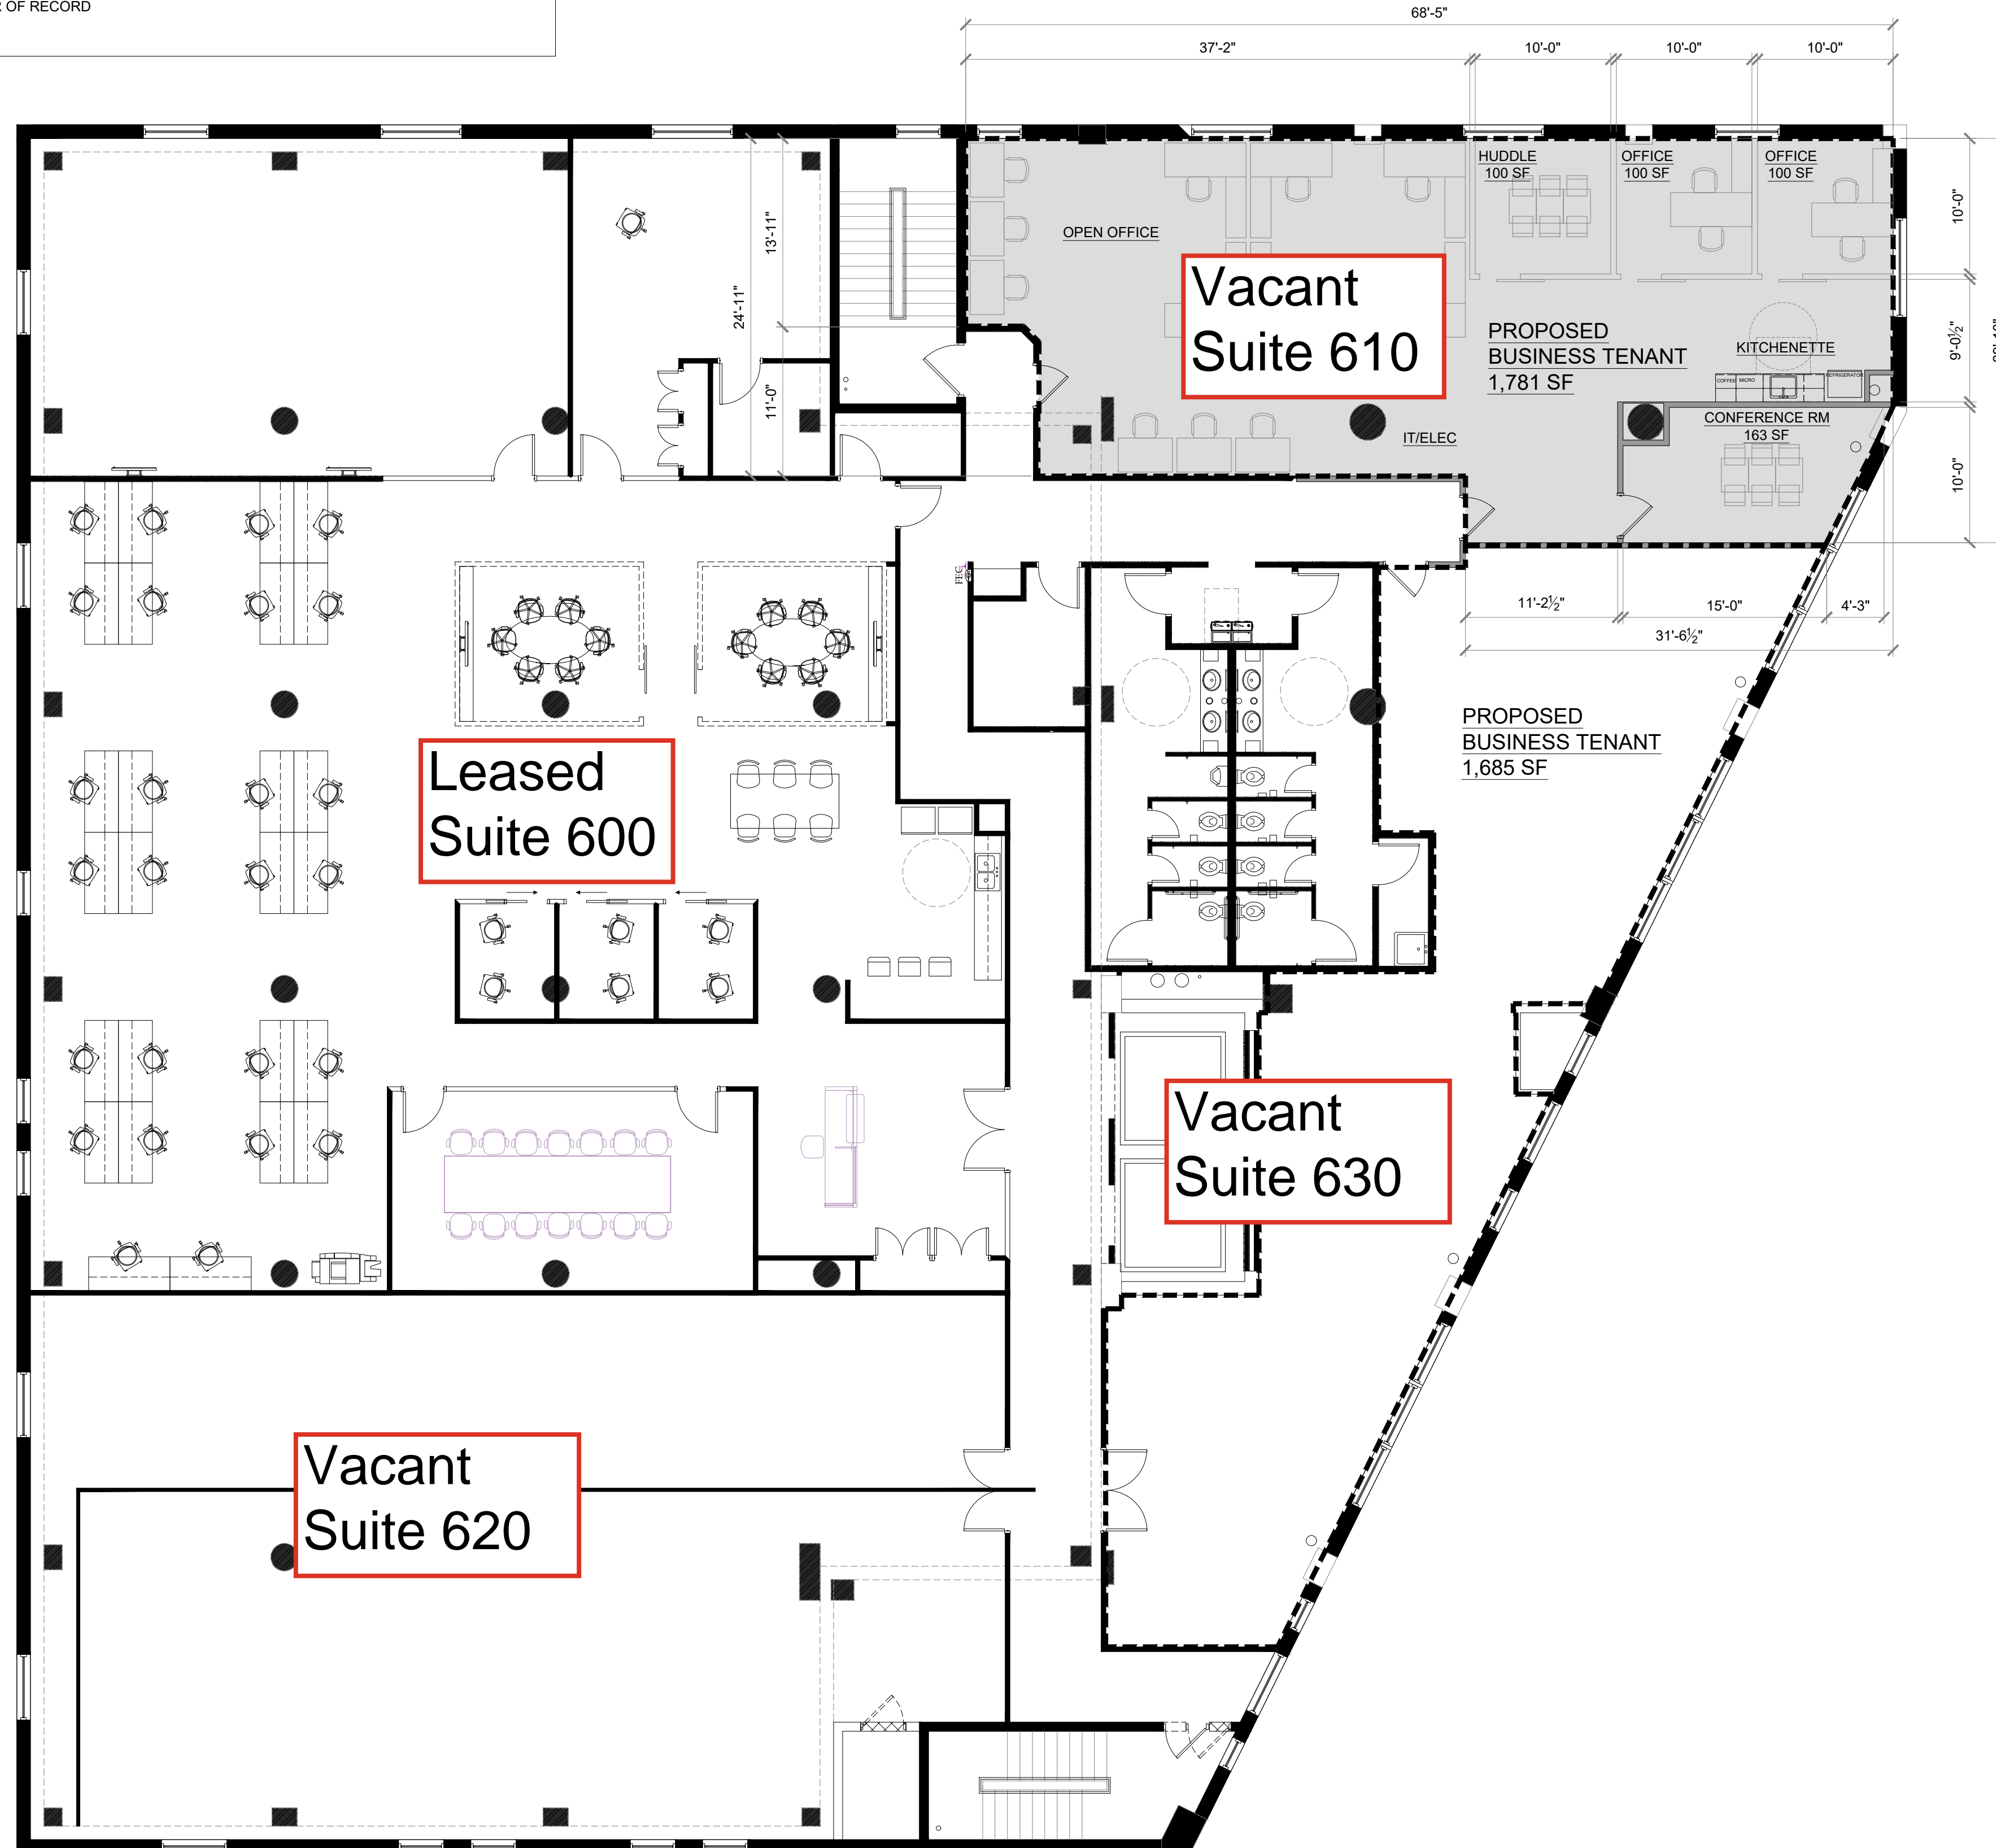 OF RECORD
68'-5"
37'-2"
10'-0"
10'-0"
10'-0"
HUDDLE
100 SF
OFFICE
100 SF
OFFICE
100 SF
10'-0"
13'-11"
24'-11"
11'-0"
OPEN OFFICE
Vacant
Suite 610
PROPOSED
BUSINESS TENANT
1,781 SF
KITCHENETTE
9'-0½"
COFFEE
MICRO
REFRIGERATOR
CONFERENCE RM
163 SF
IT/ELEC
10'-0"
FEC
11'-2½"
15'-0"
4'-3"
31'-6½"
PROPOSED
BUSINESS TENANT
1,685 SF
Leased
Suite 600
Vacant
Suite 630
Vacant
Suite 620